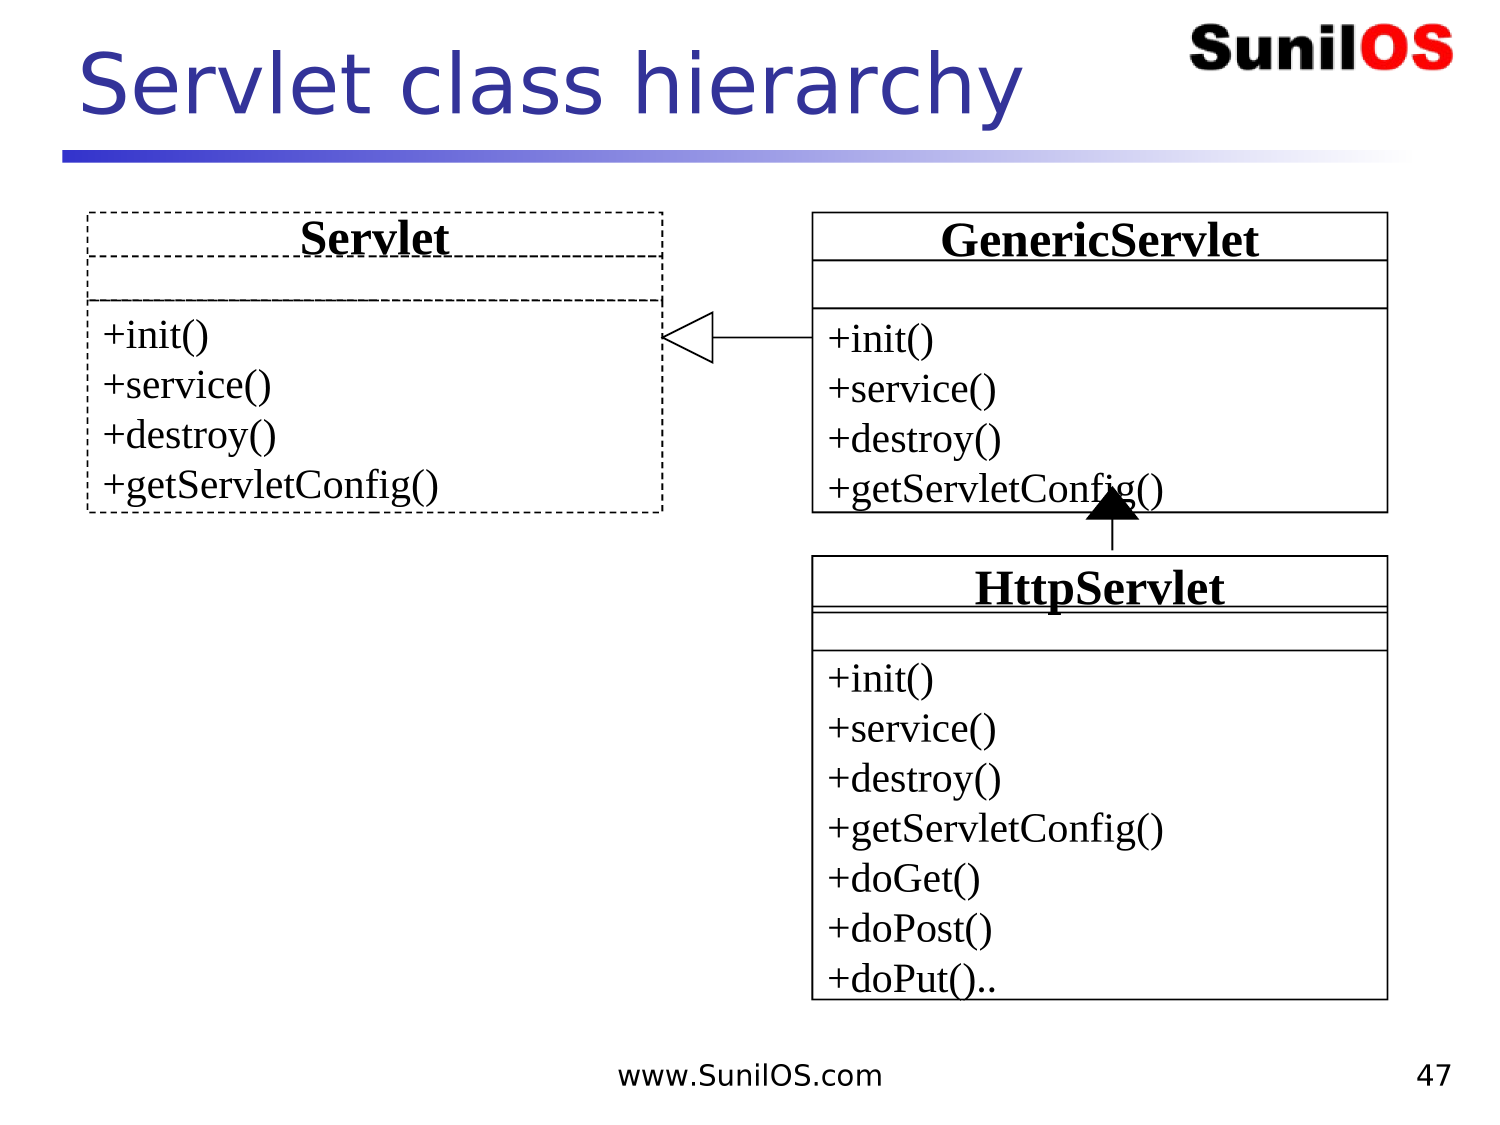 Servlet class hierarchy
SunilOS
Servlet
+init()
+service()
+destroy()
+getServletConfig()
GenericServlet
+init()
+service()
+destroy()
+getServletConfig()
HttpServlet
+init()
+service()
+destroy()
+getServletConfig()
+doGet()
+doPost()
+doPut()..
www.SunilOS.com
47